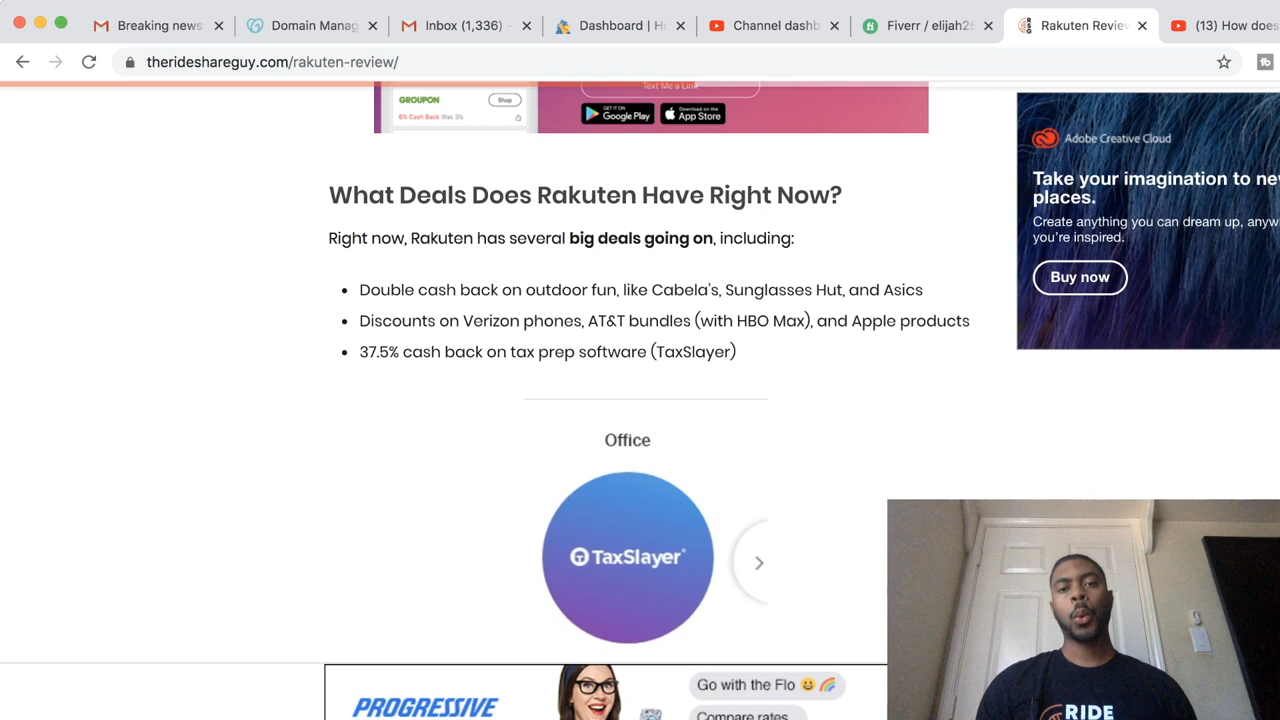 Breaking news:
Domain Manag
Inbox (1,336) -
Dashboard | Ho
Channel dashb
Fiverr / elijah25
Rakuten Review
(13) How does
therideshareguy.com/rakuten-review/
Text Me a Link
GROUPON
Shop
6% Cash Back Was 3%
GET IT ON
Google Play
Download on the
App Store
Adobe Creative Cloud
Take your imagination to ne
places.
Create anything you can dream up, anyw
you're inspired.
Buy now
What Deals Does Rakuten Have Right Now?
Right now, Rakuten has several big deals going on, including:
• Double cash back on outdoor fun, like Cabela's, Sunglasses Hut, and Asics
• Discounts on Verizon phones, AT&T bundles (with HBO Max), and Apple products
• 37.5% cash back on tax prep software (TaxSlayer)
Office
TaxSlayer
PROGRESSIVE
Go with the Flo 😀🌈
Compare rates
RIDE